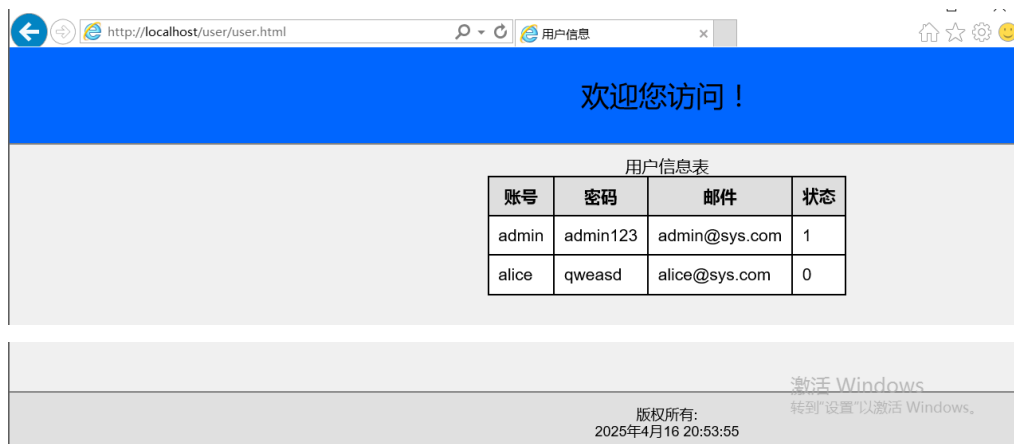 http://localhost/user/user.html 用户信息
欢迎您访问！
用户信息表
账号 密码 邮件 状态
admin admin123 admin@sys.com 1
alice qweasd alice@sys.com 0
激活 Windows
转到"设置"以激活 Windows。
版权所有:
2025年4月16 20:53:55